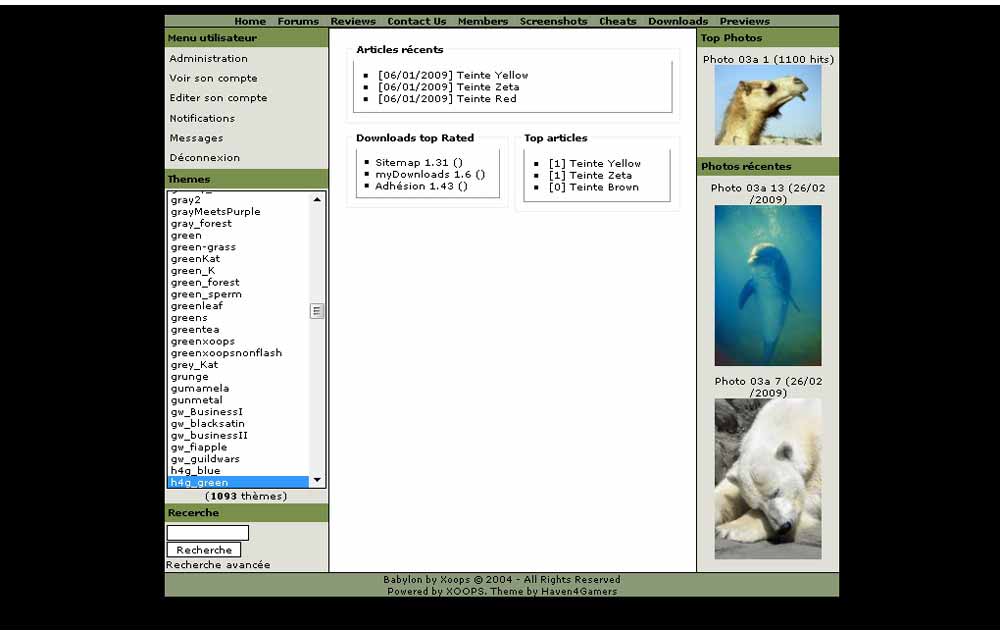 Home Forums Reviews Contact Us Members Screenshots Cheats Downloads Previews
Menu utilisateur
Administration
Voir son compte
Editer son compte
Notifications
Messages
Déconnexion
Themes
gray2
grayMeetsPurple
gray_forest
green
green-grass
greenKat
green_K
green_forest
green_sperm
greenleaf
greens
greentea
greenxoops
greenxoopsnonflash
grey_Kat
grunge
gumamela
gunmetal
gw_BusinessI
gw_blacksatin
gw_businessII
gw_fiapple
gw_guildwars
h4g_blue
h4g_green
(1093 thèmes)
Recerche
Recherche
Recherche avancée
Articles récents
[06/01/2009] Teinte Yellow
[06/01/2009] Teinte Zeta
[06/01/2009] Teinte Red
Downloads top Rated
Sitemap 1.31 ()
myDownloads 1.6 ()
Adhésion 1.43 ()
Top articles
[1] Teinte Yellow
[1] Teinte Zeta
[0] Teinte Brown
Top Photos
Photo 03a 1 (1100 hits)
Photos récentes
Photo 03a 13 (26/02
/2009)
Photo 03a 7 (26/02
/2009)
Babylon by Xoops © 2004 - All Rights Reserved
Powered by XOOPS. Theme by Haven4Gamers